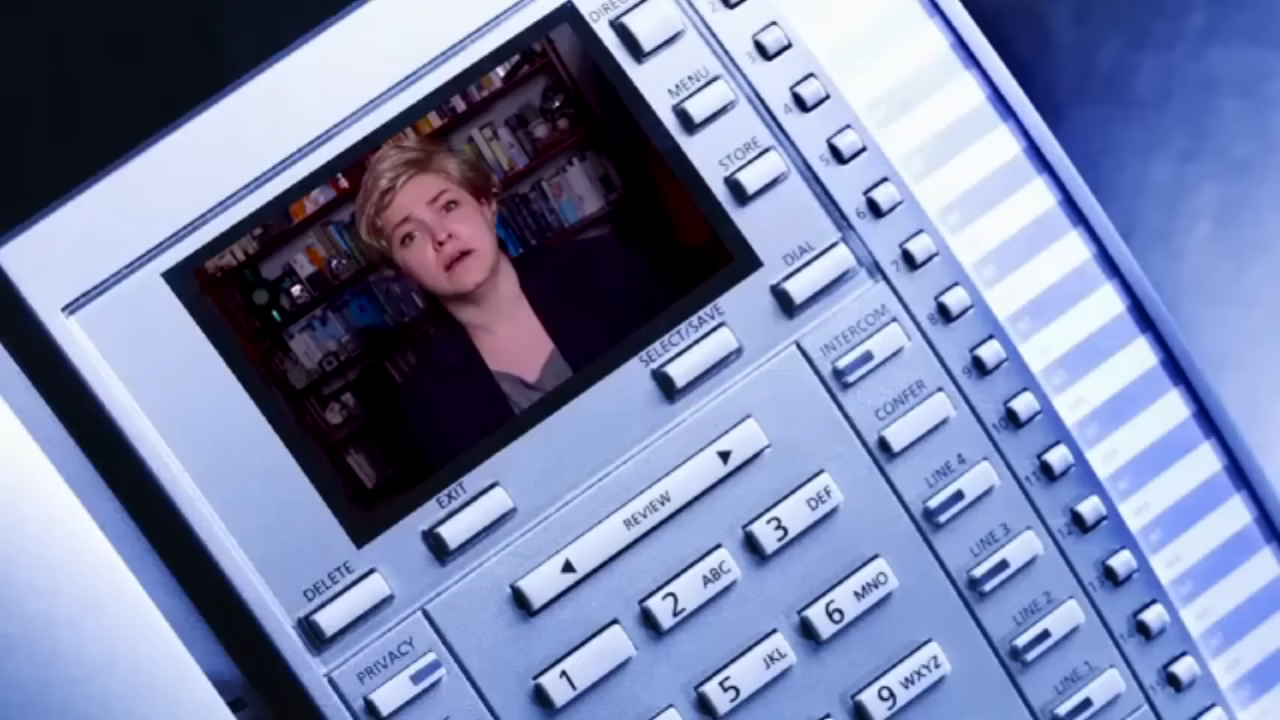 DIREC
MENU
STORE
DIAL
SELECT/SAVE
EXIT
DELETE
PRIVACY
◀ REVIEW ▶
1
2 ABC
3 DEF
5 JKL
6 MNO
9 WXYZ
INTERCOM
CONFER
LINE 4
LINE 3
LINE 2
LINE 1
2
3
4
5
6
7
8
9
10
11
12
13
14
15